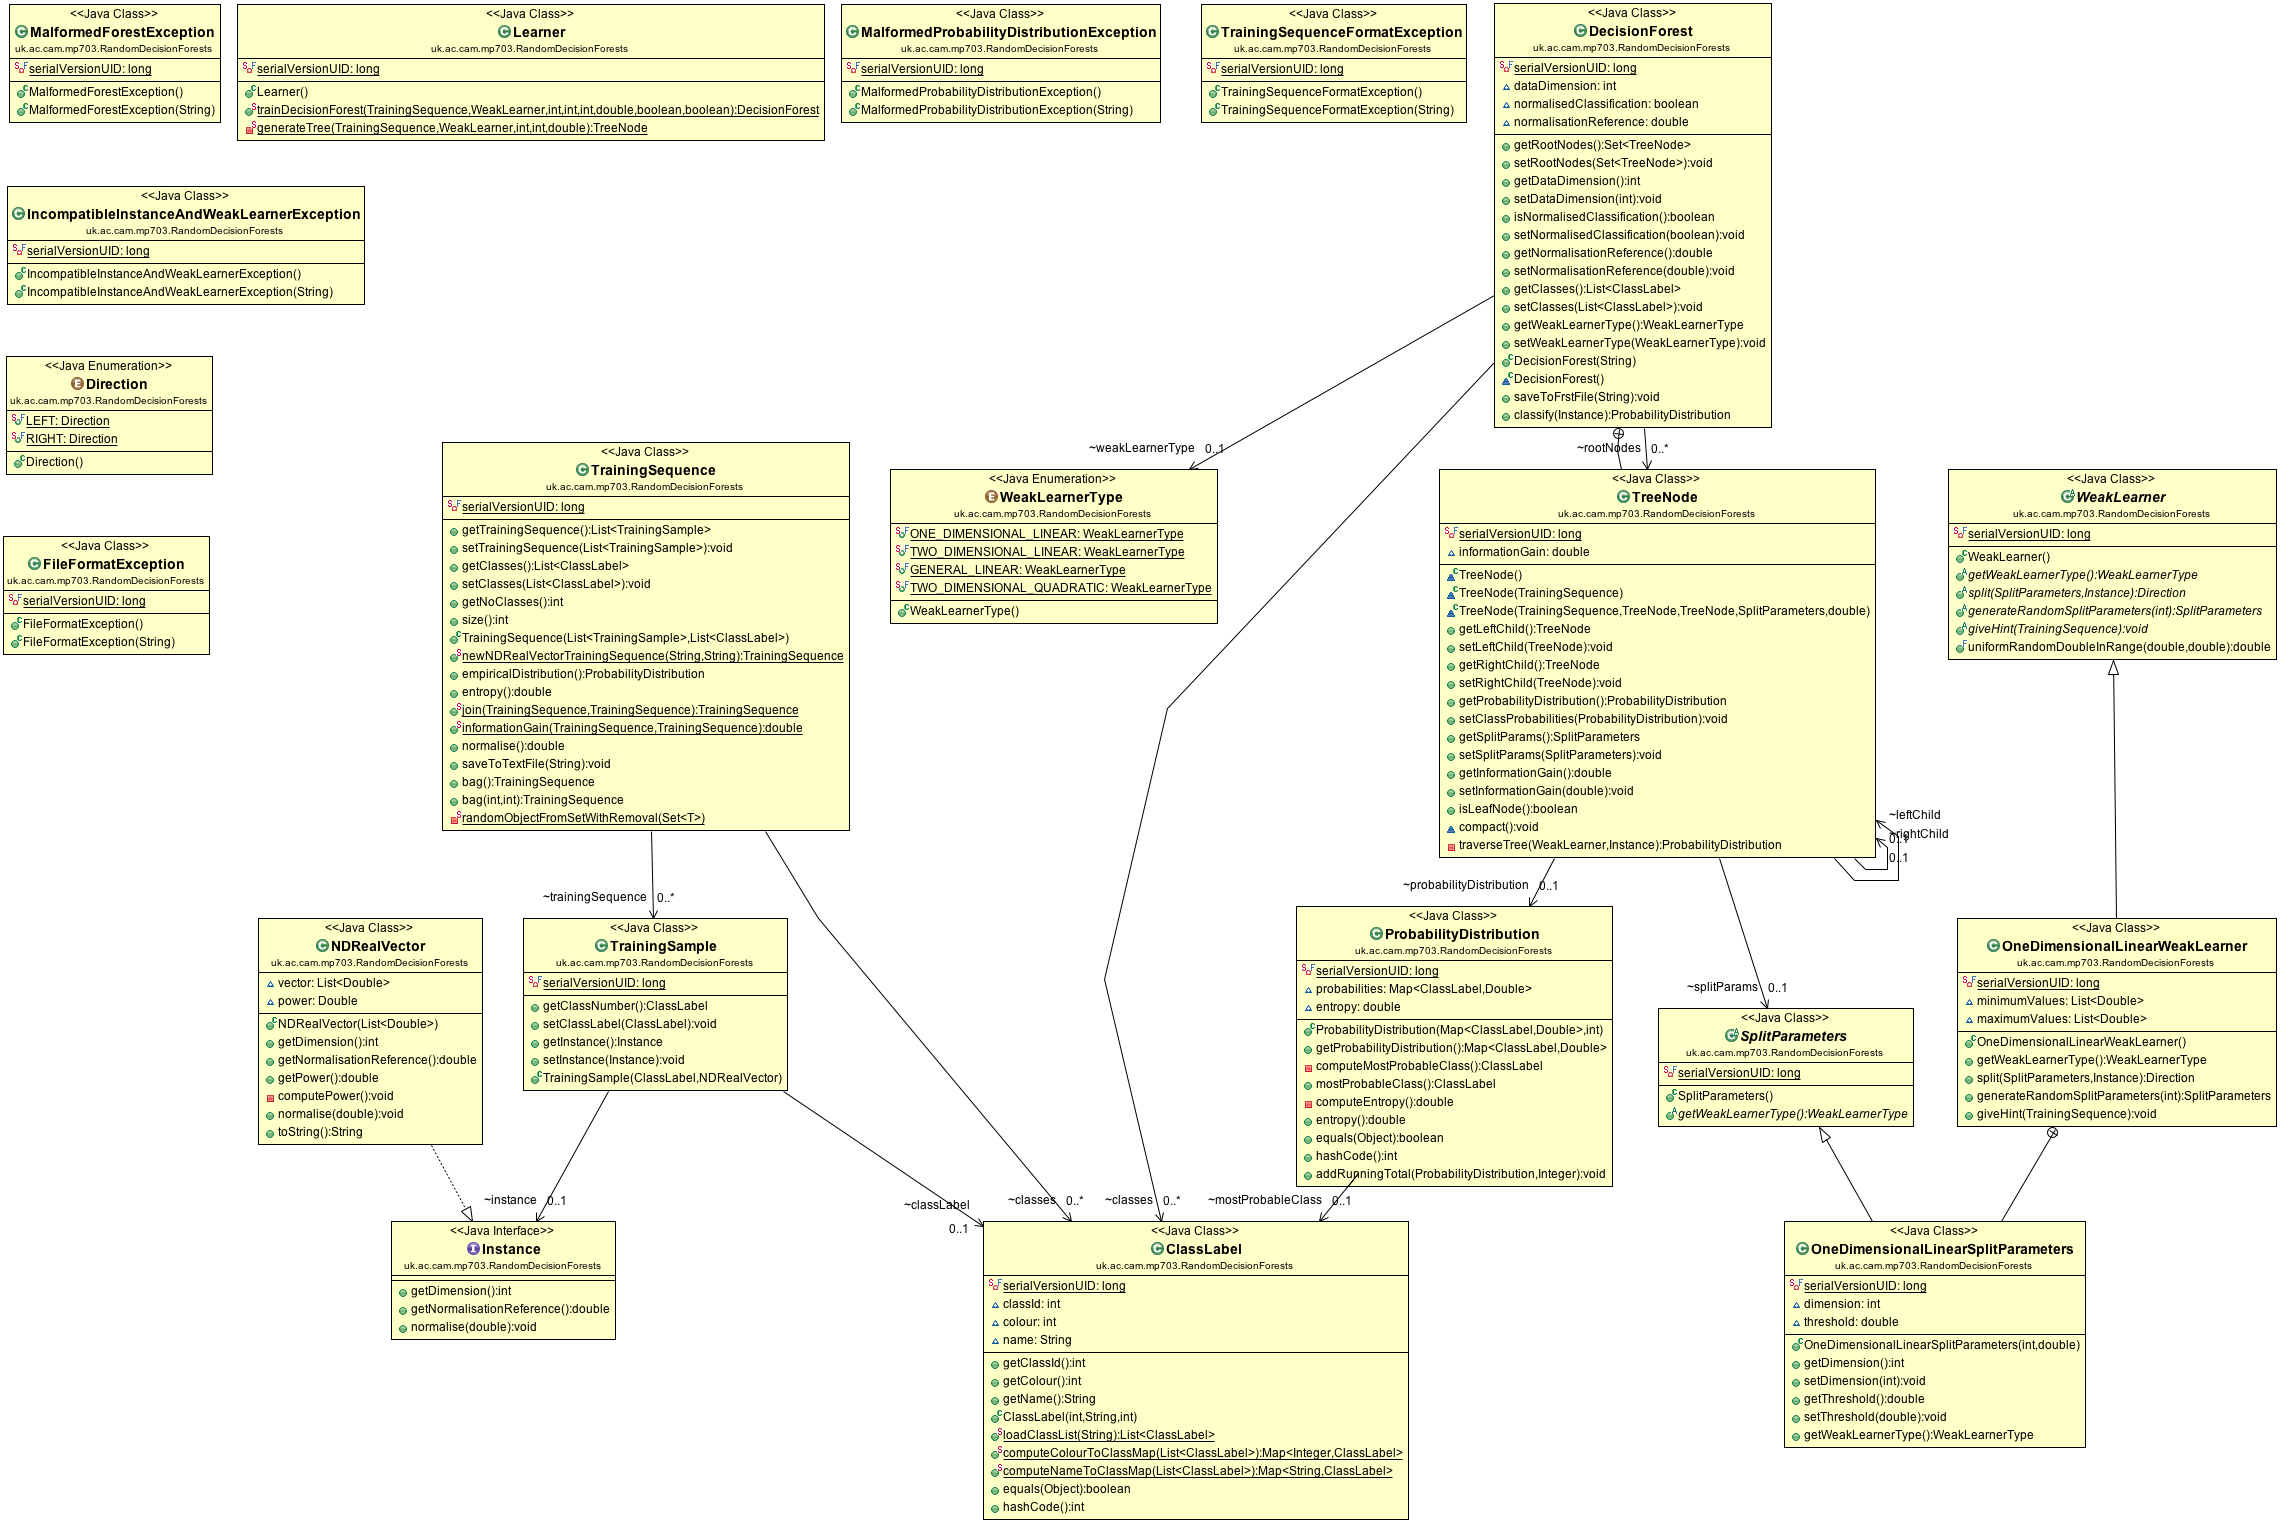 <<Java Class>>
MalformedForestException
uk.ac.cam.mp703.RandomDecisionForests
serialVersionUID: long
MalformedForestException()
MalformedForestException(String)
<<Java Class>>
Learner
uk.ac.cam.mp703.RandomDecisionForests
serialVersionUID: long
Learner()
trainDecisionForest(TrainingSequence,WeakLearner,int,int,int,double,boolean,boolean):DecisionForest
generateTree(TrainingSequence,WeakLearner,int,int,double):TreeNode
<<Java Class>>
MalformedProbabilityDistributionException
uk.ac.cam.mp703.RandomDecisionForests
serialVersionUID: long
MalformedProbabilityDistributionException()
MalformedProbabilityDistributionException(String)
<<Java Class>>
TrainingSequenceFormatException
uk.ac.cam.mp703.RandomDecisionForests
serialVersionUID: long
TrainingSequenceFormatException()
TrainingSequenceFormatException(String)
<<Java Class>>
DecisionForest
uk.ac.cam.mp703.RandomDecisionForests
serialVersionUID: long
dataDimension: int
normalisedClassification: boolean
normalisationReference: double
getRootNodes():Set<TreeNode>
setRootNodes(Set<TreeNode>):void
getDataDimension():int
setDataDimension(int):void
isNormalisedClassification():boolean
setNormalisedClassification(boolean):void
getNormalisationReference():double
setNormalisationReference(double):void
getClasses():List<ClassLabel>
setClasses(List<ClassLabel>):void
getWeakLearnerType():WeakLearnerType
setWeakLearnerType(WeakLearnerType):void
DecisionForest(String)
DecisionForest()
saveToFrstFile(String):void
classify(Instance):ProbabilityDistribution
<<Java Class>>
IncompatibleInstanceAndWeakLearnerException
uk.ac.cam.mp703.RandomDecisionForests
serialVersionUID: long
IncompatibleInstanceAndWeakLearnerException()
IncompatibleInstanceAndWeakLearnerException(String)
<<Java Enumeration>>
Direction
uk.ac.cam.mp703.RandomDecisionForests
LEFT: Direction
RIGHT: Direction
Direction()
<<Java Class>>
FileFormatException
uk.ac.cam.mp703.RandomDecisionForests
serialVersionUID: long
FileFormatException()
FileFormatException(String)
<<Java Class>>
TrainingSequence
uk.ac.cam.mp703.RandomDecisionForests
serialVersionUID: long
getTrainingSequence():List<TrainingSample>
setTrainingSequence(List<TrainingSample>):void
getClasses():List<ClassLabel>
setClasses(List<ClassLabel>):void
getNoClasses():int
size():int
TrainingSequence(List<TrainingSample>,List<ClassLabel>)
newNDRealVectorTrainingSequence(String,String):TrainingSequence
empiricalDistribution():ProbabilityDistribution
entropy():double
join(TrainingSequence,TrainingSequence):TrainingSequence
informationGain(TrainingSequence,TrainingSequence):double
normalise():double
saveToTextFile(String):void
bag():TrainingSequence
bag(int,int):TrainingSequence
randomObjectFromSetWithRemoval(Set<T>)
~weakLearnerType 0..1
<<Java Enumeration>>
WeakLearnerType
uk.ac.cam.mp703.RandomDecisionForests
ONE_DIMENSIONAL_LINEAR: WeakLearnerType
TWO_DIMENSIONAL_LINEAR: WeakLearnerType
GENERAL_LINEAR: WeakLearnerType
TWO_DIMENSIONAL_QUADRATIC: WeakLearnerType
WeakLearnerType()
~rootNodes 0..*
<<Java Class>>
TreeNode
uk.ac.cam.mp703.RandomDecisionForests
serialVersionUID: long
informationGain: double
TreeNode()
TreeNode(TrainingSequence)
TreeNode(TrainingSequence,TreeNode,TreeNode,SplitParameters,double)
getLeftChild():TreeNode
setLeftChild(TreeNode):void
getRightChild():TreeNode
setRightChild(TreeNode):void
getProbabilityDistribution():ProbabilityDistribution
setClassProbabilities(ProbabilityDistribution):void
getSplitParams():SplitParameters
setSplitParams(SplitParameters):void
getInformationGain():double
setInformationGain(double):void
isLeafNode():boolean
compact():void
traverseTree(WeakLearner,Instance):ProbabilityDistribution
~leftChild
~rightChild
0..1
0..1
<<Java Class>>
WeakLearner
uk.ac.cam.mp703.RandomDecisionForests
serialVersionUID: long
WeakLearner()
getWeakLearnerType():WeakLearnerType
split(SplitParameters,Instance):Direction
generateRandomSplitParameters(int):SplitParameters
giveHint(TrainingSequence):void
uniformRandomDoubleInRange(double,double):double
~trainingSequence 0..*
~probabilityDistribution 0..1
~splitParams 0..1
<<Java Class>>
NDRealVector
uk.ac.cam.mp703.RandomDecisionForests
vector: List<Double>
power: Double
NDRealVector(List<Double>)
getDimension():int
getNormalisationReference():double
getPower():double
computePower():void
normalise(double):void
toString():String
<<Java Class>>
TrainingSample
uk.ac.cam.mp703.RandomDecisionForests
serialVersionUID: long
getClassNumber():ClassLabel
setClassLabel(ClassLabel):void
getInstance():Instance
setInstance(Instance):void
TrainingSample(ClassLabel,NDRealVector)
<<Java Class>>
ProbabilityDistribution
uk.ac.cam.mp703.RandomDecisionForests
serialVersionUID: long
probabilities: Map<ClassLabel,Double>
entropy: double
ProbabilityDistribution(Map<ClassLabel,Double>,int)
getProbabilityDistribution():Map<ClassLabel,Double>
computeMostProbableClass():ClassLabel
mostProbableClass():ClassLabel
computeEntropy():double
entropy():double
equals(Object):boolean
hashCode():int
addRunningTotal(ProbabilityDistribution,Integer):void
<<Java Class>>
SplitParameters
uk.ac.cam.mp703.RandomDecisionForests
serialVersionUID: long
SplitParameters()
getWeakLearnerType():WeakLearnerType
<<Java Class>>
OneDimensionalLinearWeakLearner
uk.ac.cam.mp703.RandomDecisionForests
serialVersionUID: long
minimumValues: List<Double>
maximumValues: List<Double>
OneDimensionalLinearWeakLearner()
getWeakLearnerType():WeakLearnerType
split(SplitParameters,Instance):Direction
generateRandomSplitParameters(int):SplitParameters
giveHint(TrainingSequence):void
~instance 0..1
~classLabel
0..1
~classes 0..*
~classes 0..*
~mostProbableClass 0..1
<<Java Interface>>
Instance
uk.ac.cam.mp703.RandomDecisionForests
getDimension():int
getNormalisationReference():double
normalise(double):void
<<Java Class>>
ClassLabel
uk.ac.cam.mp703.RandomDecisionForests
serialVersionUID: long
classId: int
colour: int
name: String
getClassId():int
getColour():int
getName():String
ClassLabel(int,String,int)
loadClassList(String):List<ClassLabel>
computeColourToClassMap(List<ClassLabel>):Map<Integer,ClassLabel>
computeNameToClassMap(List<ClassLabel>):Map<String,ClassLabel>
equals(Object):boolean
hashCode():int
<<Java Class>>
OneDimensionalLinearSplitParameters
uk.ac.cam.mp703.RandomDecisionForests
serialVersionUID: long
dimension: int
threshold: double
OneDimensionalLinearSplitParameters(int,double)
getDimension():int
setDimension(int):void
getThreshold():double
setThreshold(double):void
getWeakLearnerType():WeakLearnerType